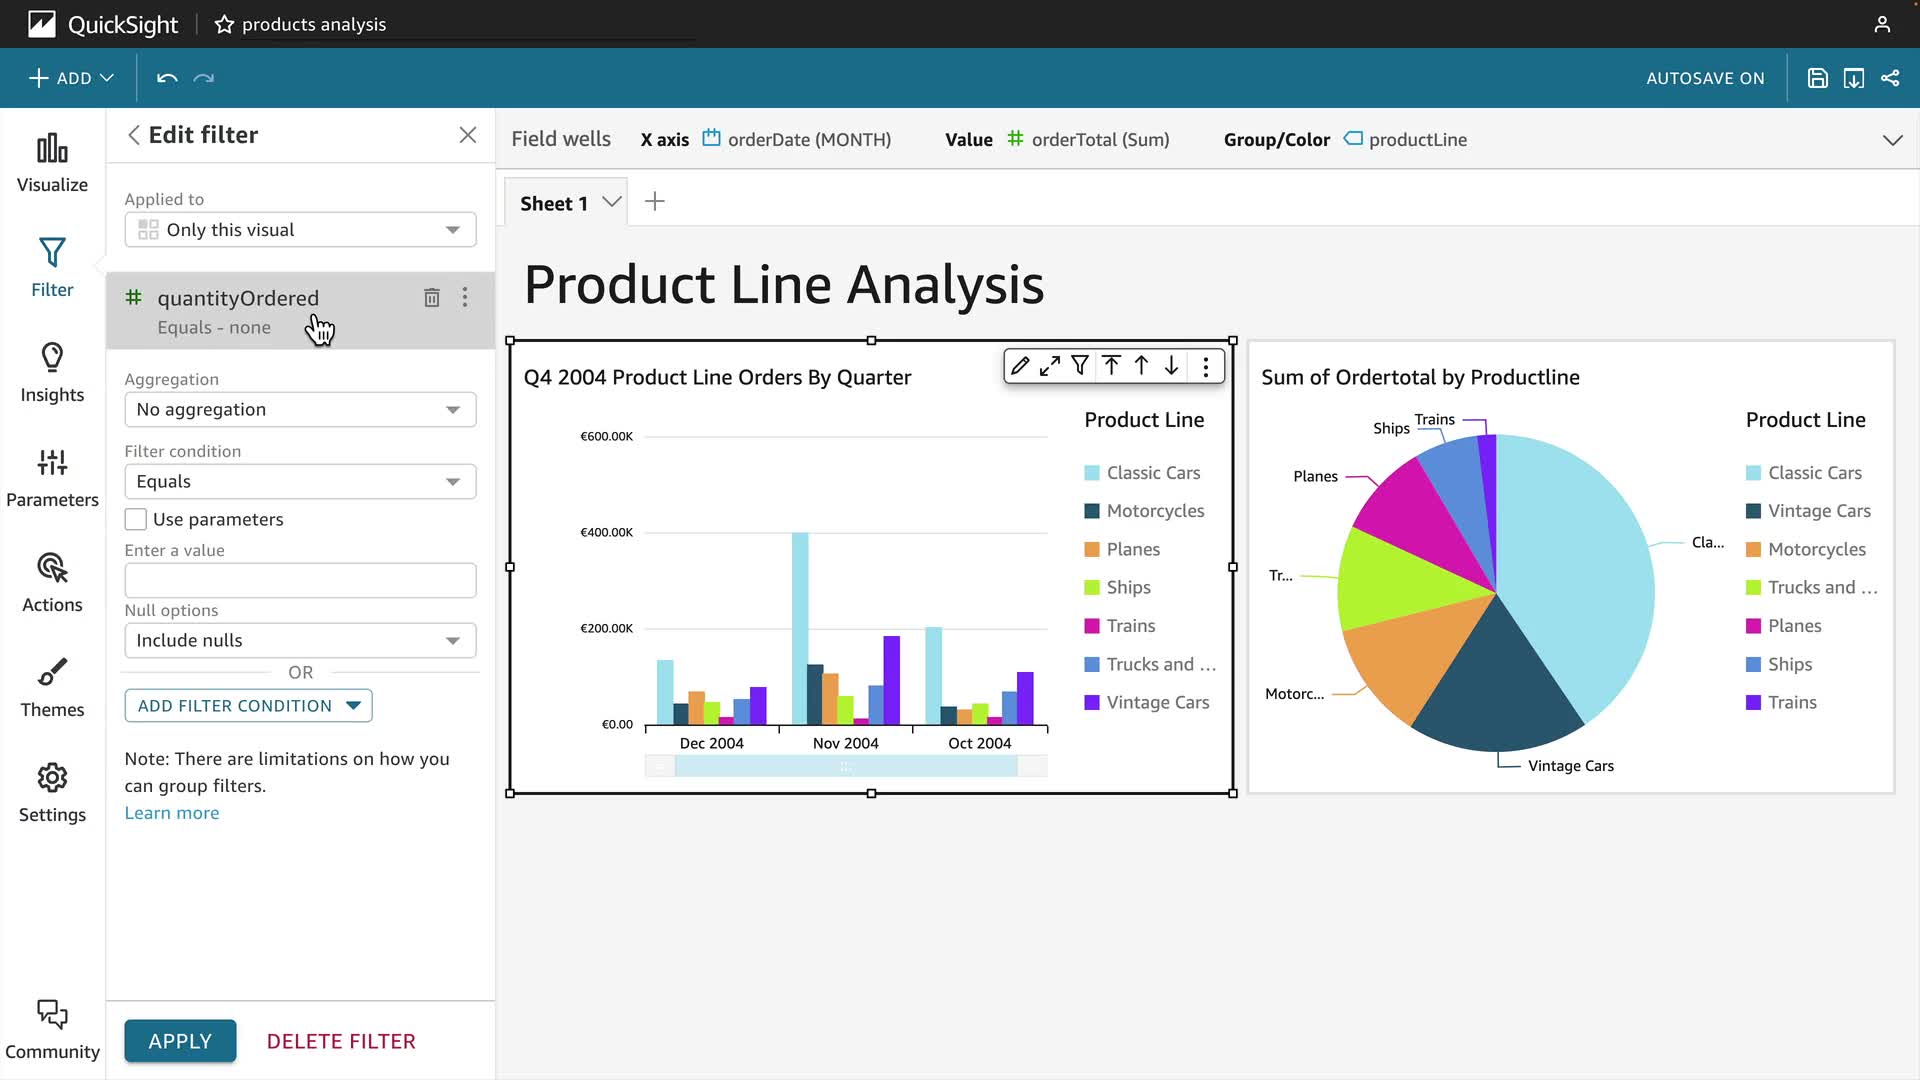 QuickSight
products analysis
ADD
AUTOSAVE ON
Visualize
Filter
Insights
Parameters
Actions
Themes
Settings
Community
Edit filter
Applied to
Only this visual
quantityOrdered
Equals - none
Aggregation
No aggregation
Filter condition
Equals
Use parameters
Enter a value
Null options
Include nulls
OR
ADD FILTER CONDITION
Note: There are limitations on how you
can group filters.
Learn more
APPLY
DELETE FILTER
Field wells
X axis
orderDate (MONTH)
Value
orderTotal (Sum)
Group/Color
productLine
Sheet 1
Product Line Analysis
Q4 2004 Product Line Orders By Quarter
€600.00K
€400.00K
€200.00K
€0.00
Dec 2004
Nov 2004
Oct 2004
Product Line
Classic Cars
Motorcycles
Planes
Ships
Trains
Trucks and ...
Vintage Cars
Sum of Ordertotal by Productline
Trains
Ships
Planes
Tr...
Motorc...
Vintage Cars
Cla...
Product Line
Classic Cars
Vintage Cars
Motorcycles
Trucks and ...
Planes
Ships
Trains